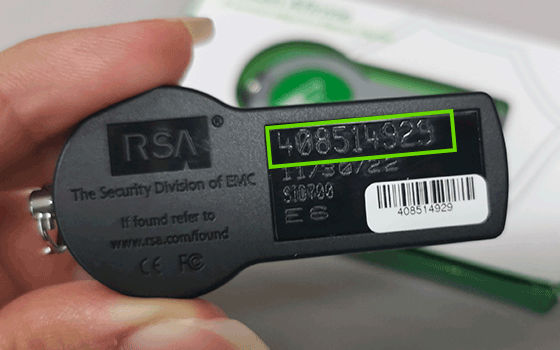 RSA®
The Security Division of EMC
If found refer to
www.rsa.com/found
CE FC
408514929
11/30/22
SID700
E6
408514929